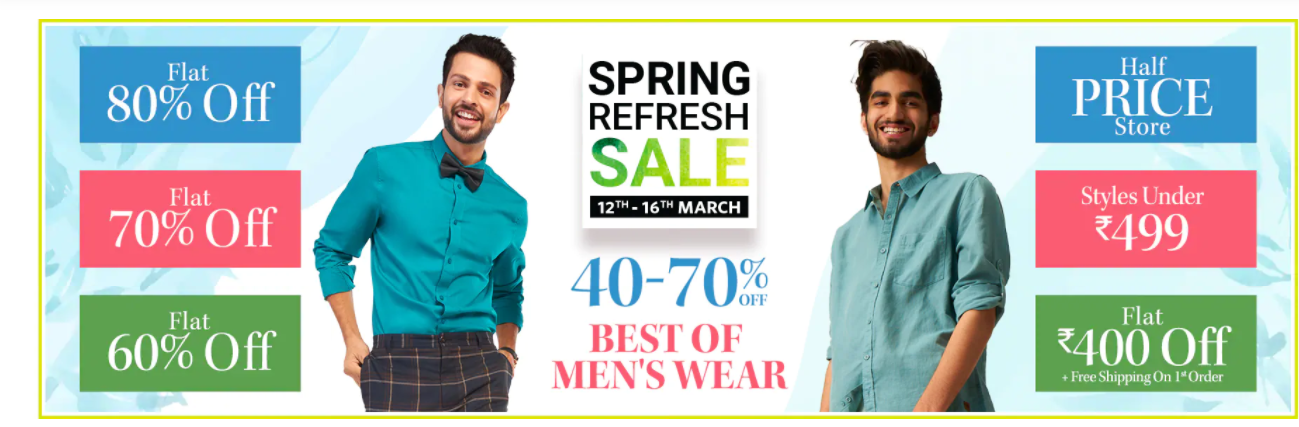 Flat
80% Off
Flat
70% Off
Flat
60% Off
SPRING
REFRESH
SALE
12TH - 16TH MARCH
40-70% OFF
BEST OF
MEN'S WEAR
Half
PRICE
Store
Styles Under
₹499
Flat
₹400 Off
+ Free Shipping On 1st Order